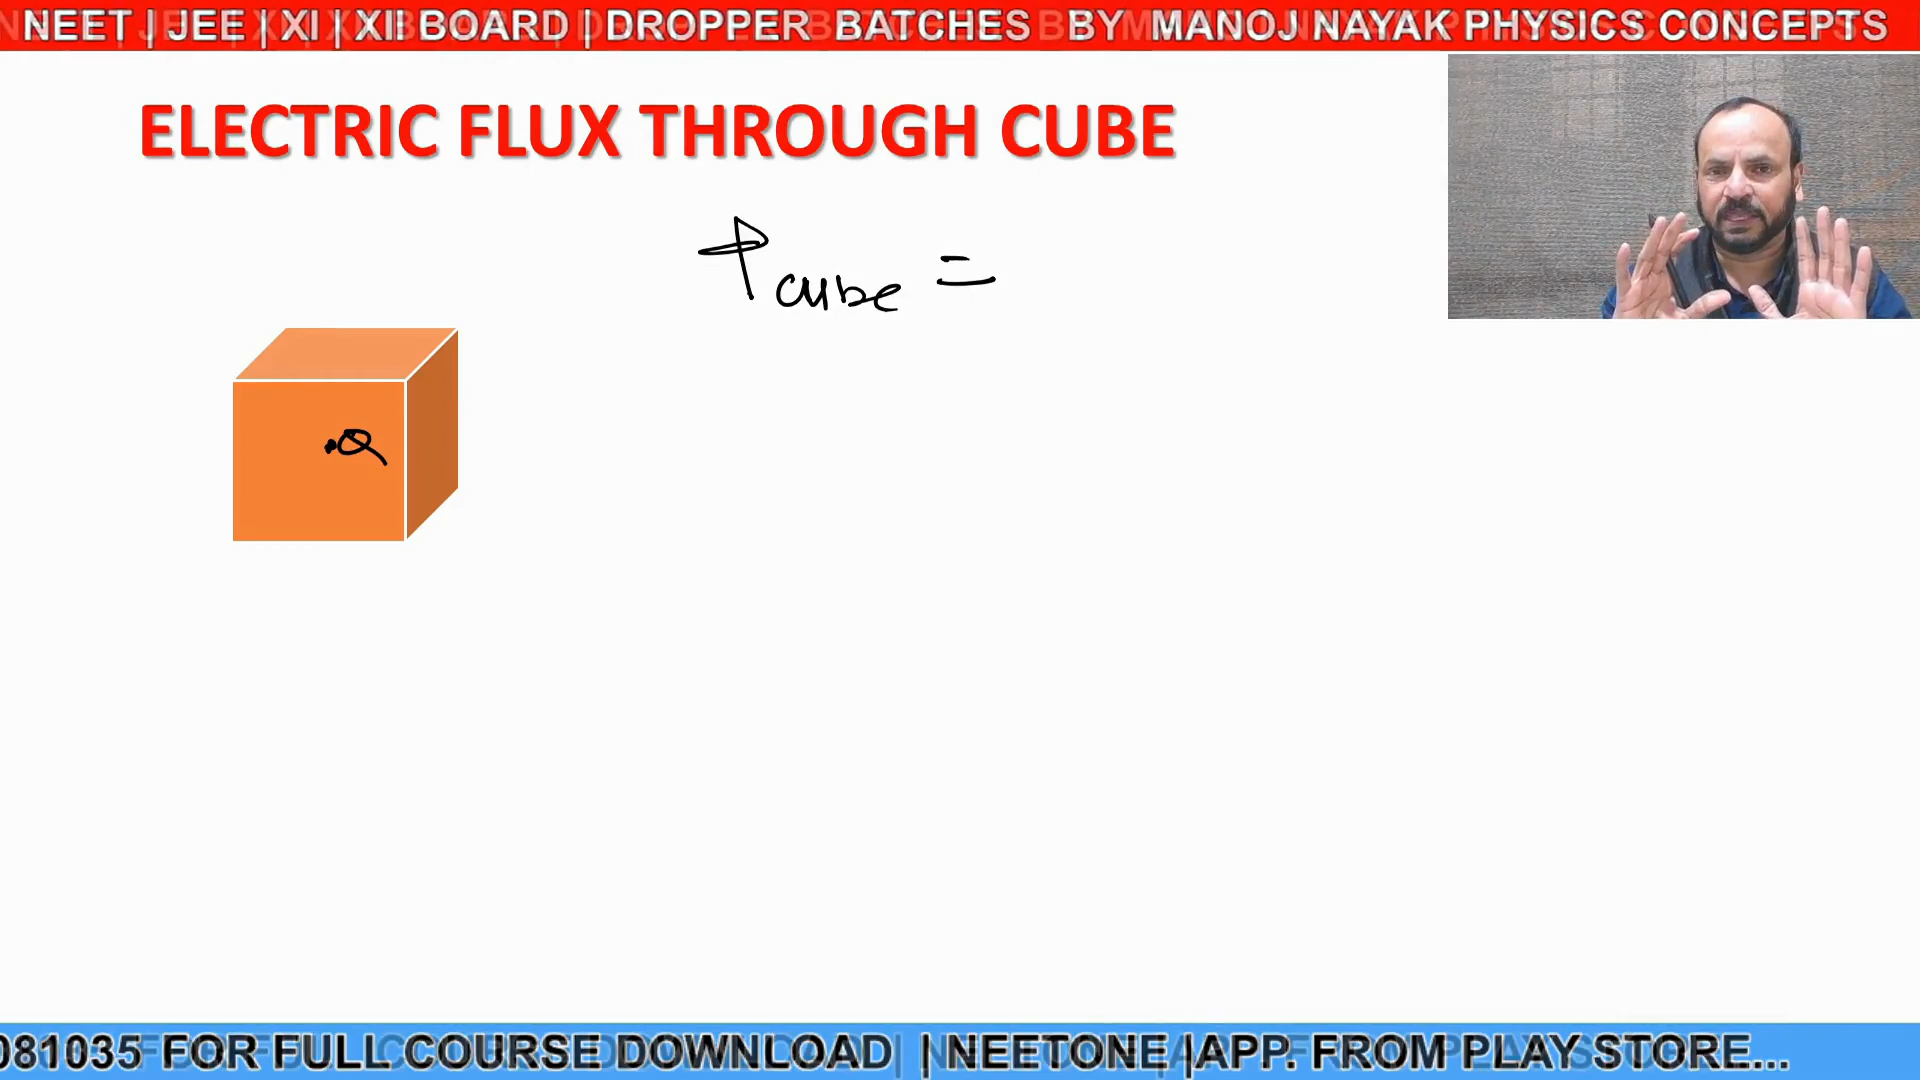 NEET | JEE | XI | XII BOARD | DROPPER BATCHES BY MANOJ NAYAK PHYSICS CONCEPTS
ELECTRIC FLUX THROUGH CUBE
Φcube =
.Q
081035 FOR FULL COURSE DOWNLOAD | NEETONE |APP. FROM PLAY STORE...